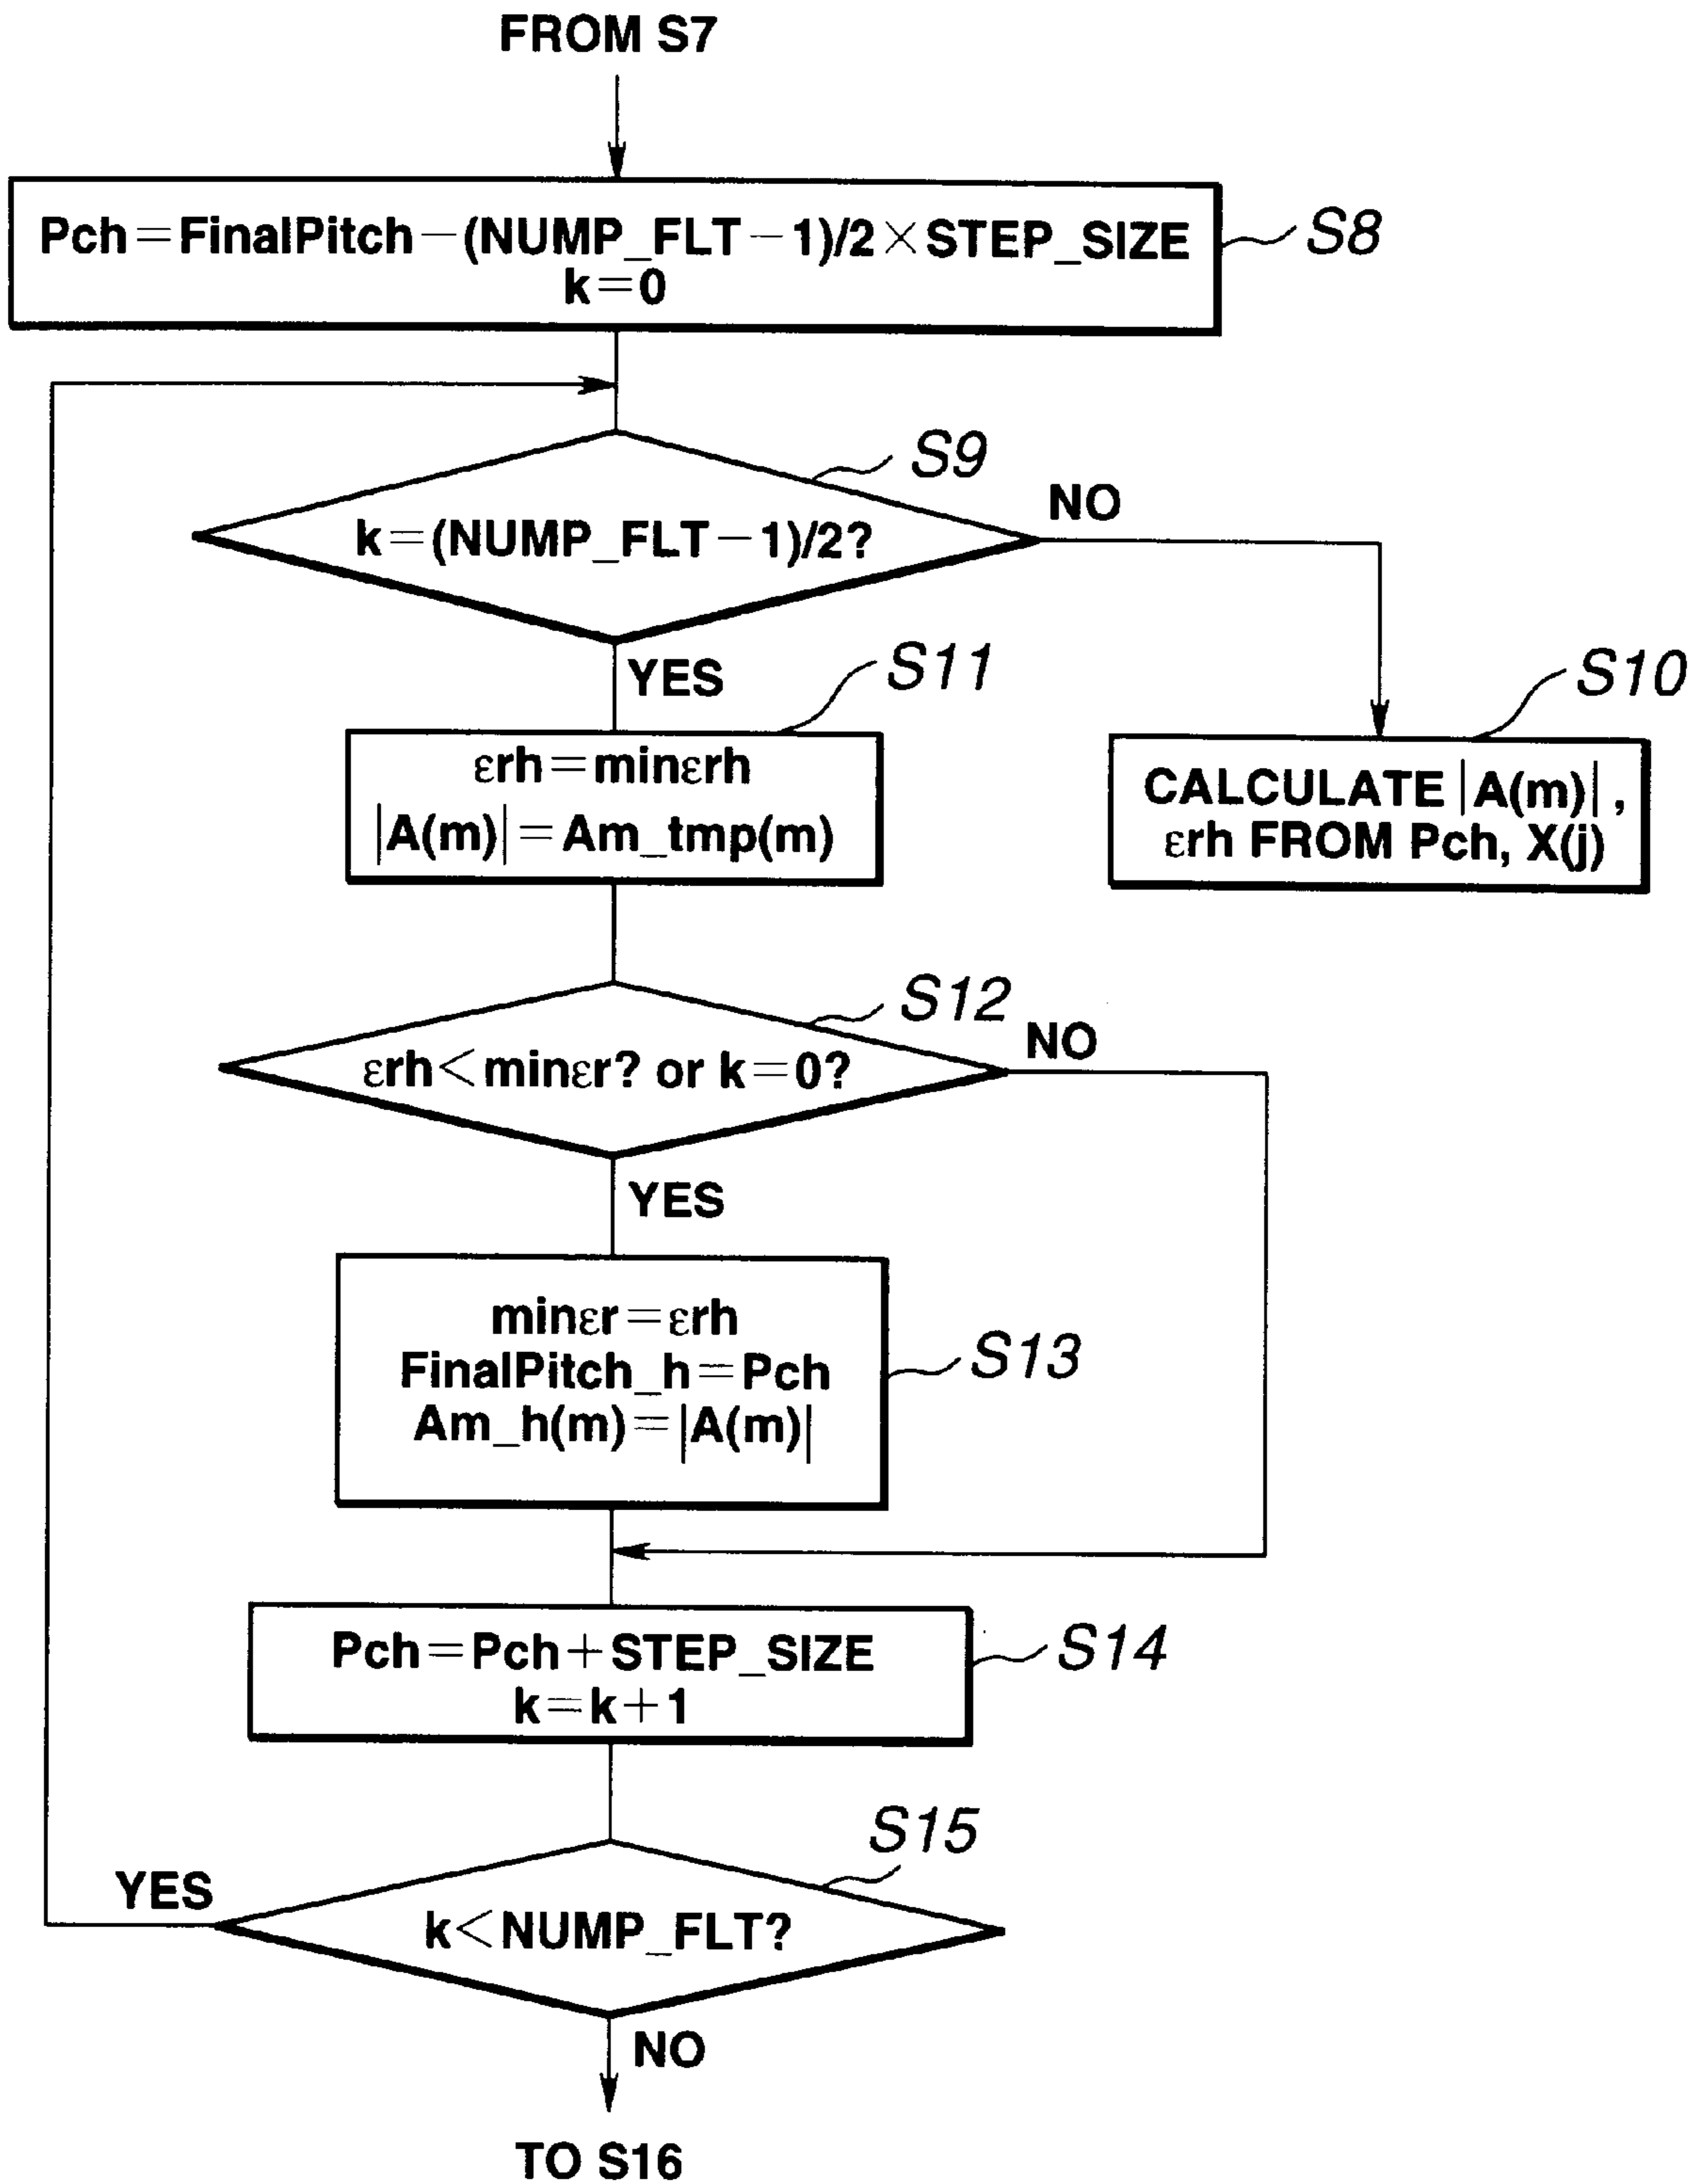 FROM S7
Pch=FinalPitch−(NUMP_FLT−1)/2×STEP_SIZE
k=0
S8
S9
k=(NUMP_FLT−1)/2?
NO
YES
S11
εrh=minεrh
|A(m)|=Am_tmp(m)
S10
CALCULATE |A(m)|,
εrh FROM Pch, X(j)
S12
εrh<minεr? or k=0?
NO
YES
minεr=εrh
FinalPitch_h=Pch
Am_h(m)=|A(m)|
S13
Pch=Pch+STEP_SIZE
k=k+1
S14
S15
YES
k<NUMP_FLT?
NO
TO S16